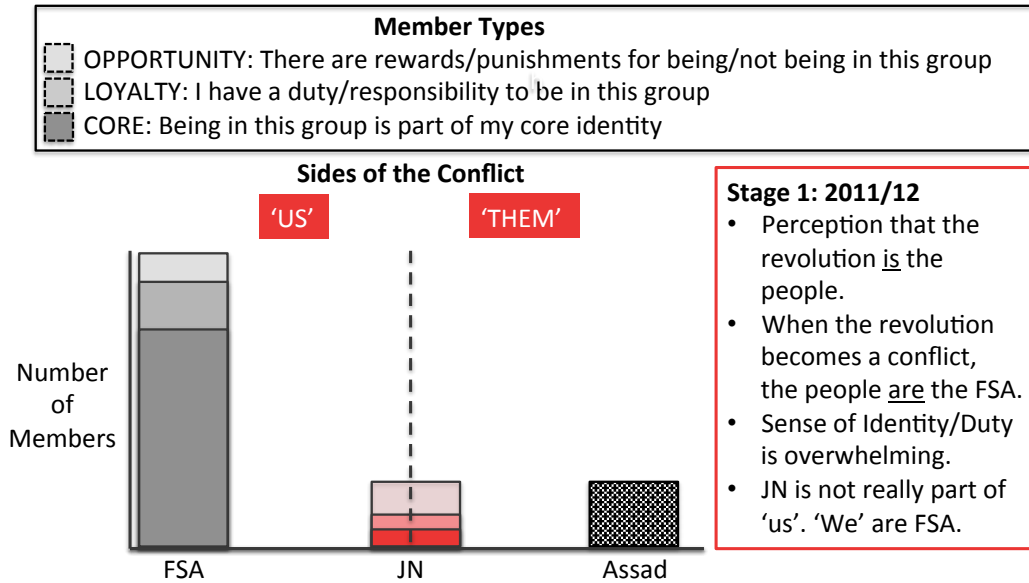 Member Types
OPPORTUNITY: There are rewards/punishments for being/not being in this group
LOYALTY: I have a duty/responsibility to be in this group
CORE: Being in this group is part of my core identity
Sides of the Conflict
‘US’
‘THEM’
Number
of
Members
FSA
JN
Assad
Stage 1: 2011/12
• Perception that the
revolution is the
people.
• When the revolution
becomes a conflict,
the people are the FSA.
• Sense of Identity/Duty
is overwhelming.
• JN is not really part of
‘us’. ‘We’ are FSA.